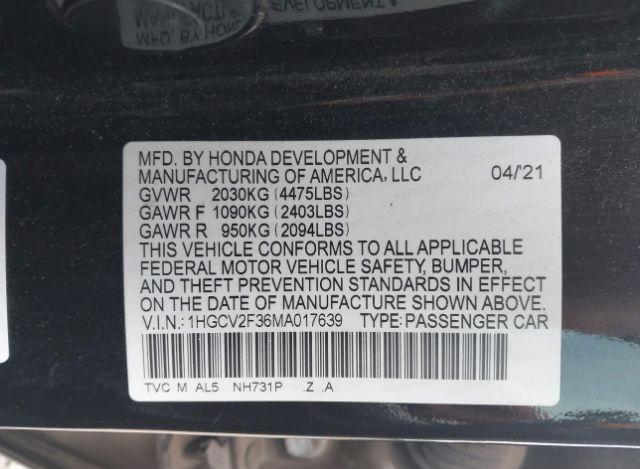 MFD. BY HONDA DEVELOPMENT &
MANUFACTURING OF AMERICA, LLC 04/'21
GVWR 2030KG (4475LBS)
GAWR F 1090KG (2403LBS)
GAWR R 950KG (2094LBS)
THIS VEHICLE CONFORMS TO ALL APPLICABLE
FEDERAL MOTOR VEHICLE SAFETY, BUMPER,
AND THEFT PREVENTION STANDARDS IN EFFECT
ON THE DATE OF MANUFACTURE SHOWN ABOVE.
V.I.N.: 1HGCV2F36MA017639 TYPE: PASSENGER CAR
TVC M AL5 NH731P .Z .A